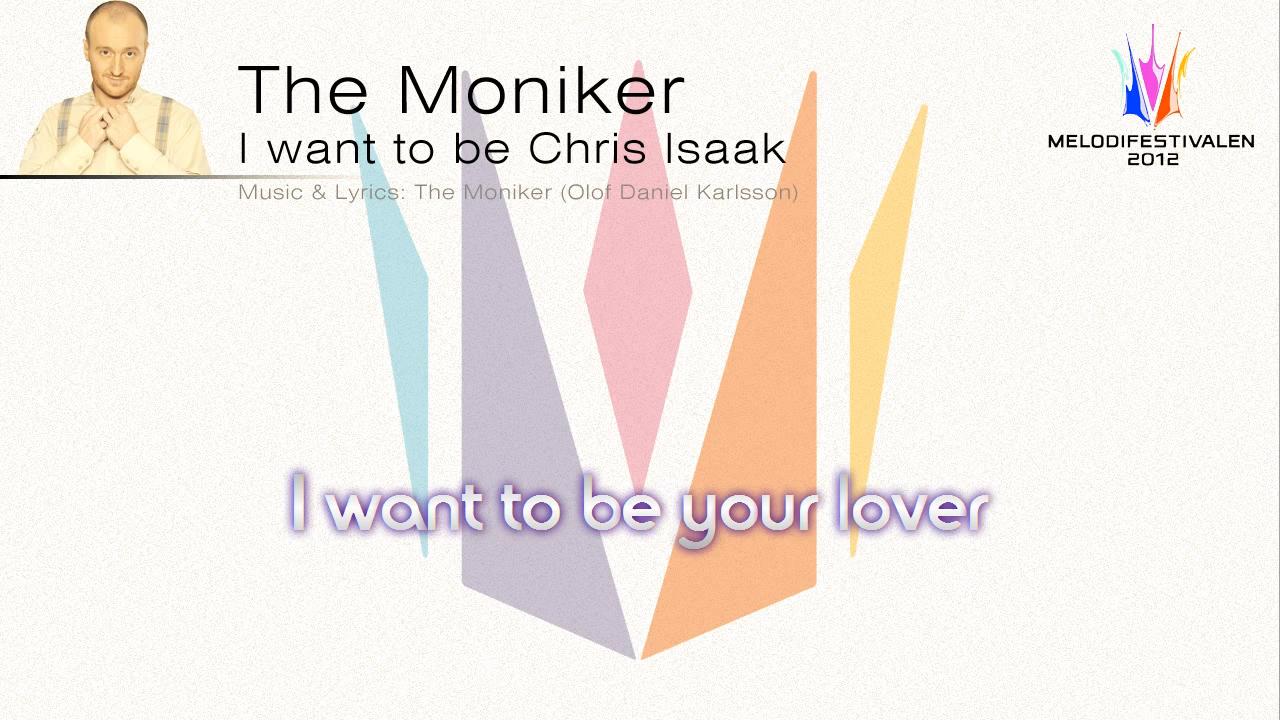 The Moniker
I want to be Chris Isaak
Music & Lyrics: The Moniker (Olof Daniel Karlsson)
MELODIFESTIVALEN
2012
I want to be your lover